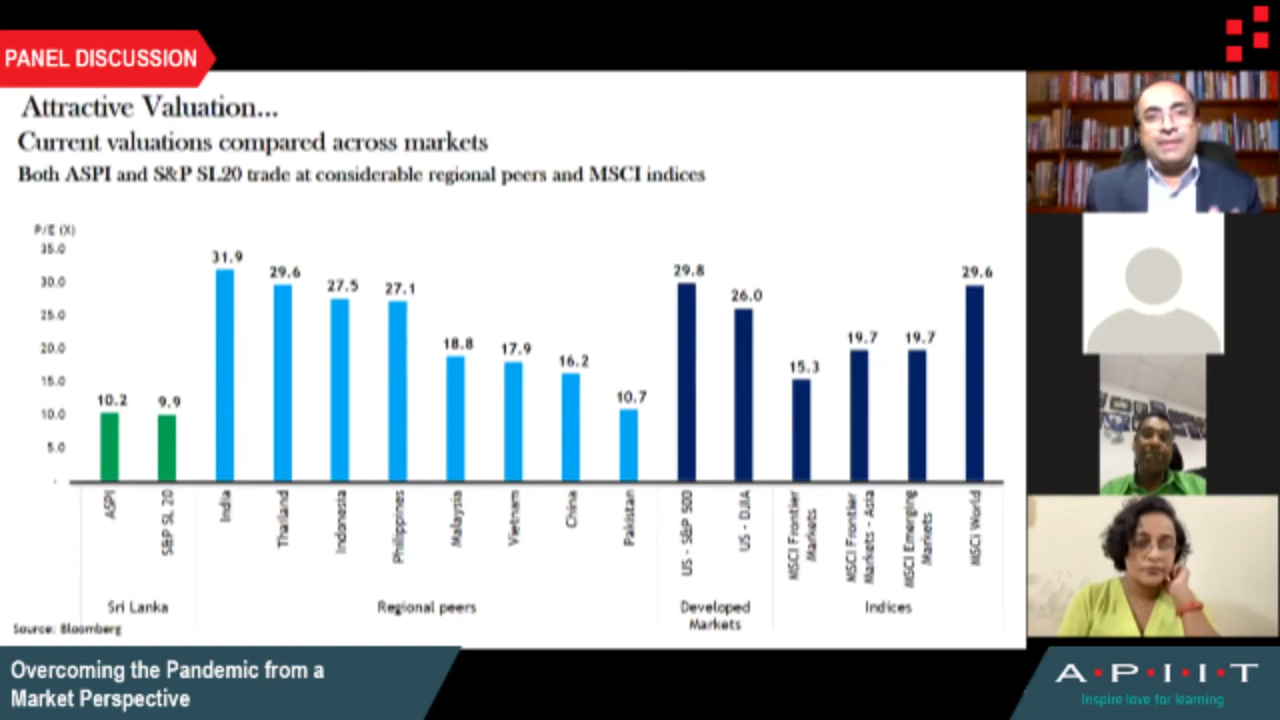 PANEL DISCUSSION
Attractive Valuation...
Current valuations compared across markets
Both ASPI and S&P SL20 trade at considerable regional peers and MSCI indices
P/E (X)
35.0
30.0
25.0
20.0
15.0
10.0
5.0
-
10.2
9.9
31.9
29.6
27.5
27.1
18.8
17.9
16.2
10.7
29.8
26.0
15.3
19.7
19.7
29.6
ASPI
S&P SL 20
India
Thailand
Indonesia
Philippines
Malaysia
Vietnam
China
Pakistan
US - S&P 500
US - DJIA
MSCI Frontier
Markets
MSCI Frontier
Markets - Asia
MSCI Emerging
Markets
MSCI World
Sri Lanka
Regional peers
Developed
Markets
Indices
Source: Bloomberg
Overcoming the Pandemic from a
Market Perspective
A·P·I·I·T
Inspire love for learning